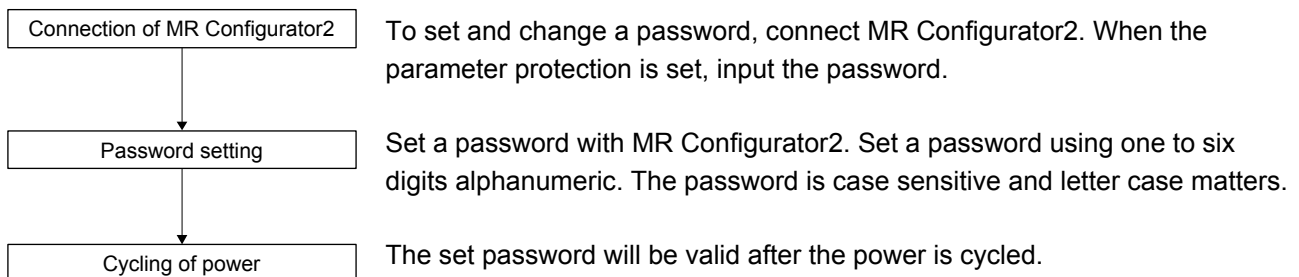 Connection of MR Configurator2
To set and change a password, connect MR Configurator2. When the
parameter protection is set, input the password.
Password setting
Set a password with MR Configurator2. Set a password using one to six
digits alphanumeric. The password is case sensitive and letter case matters.
Cycling of power
The set password will be valid after the power is cycled.